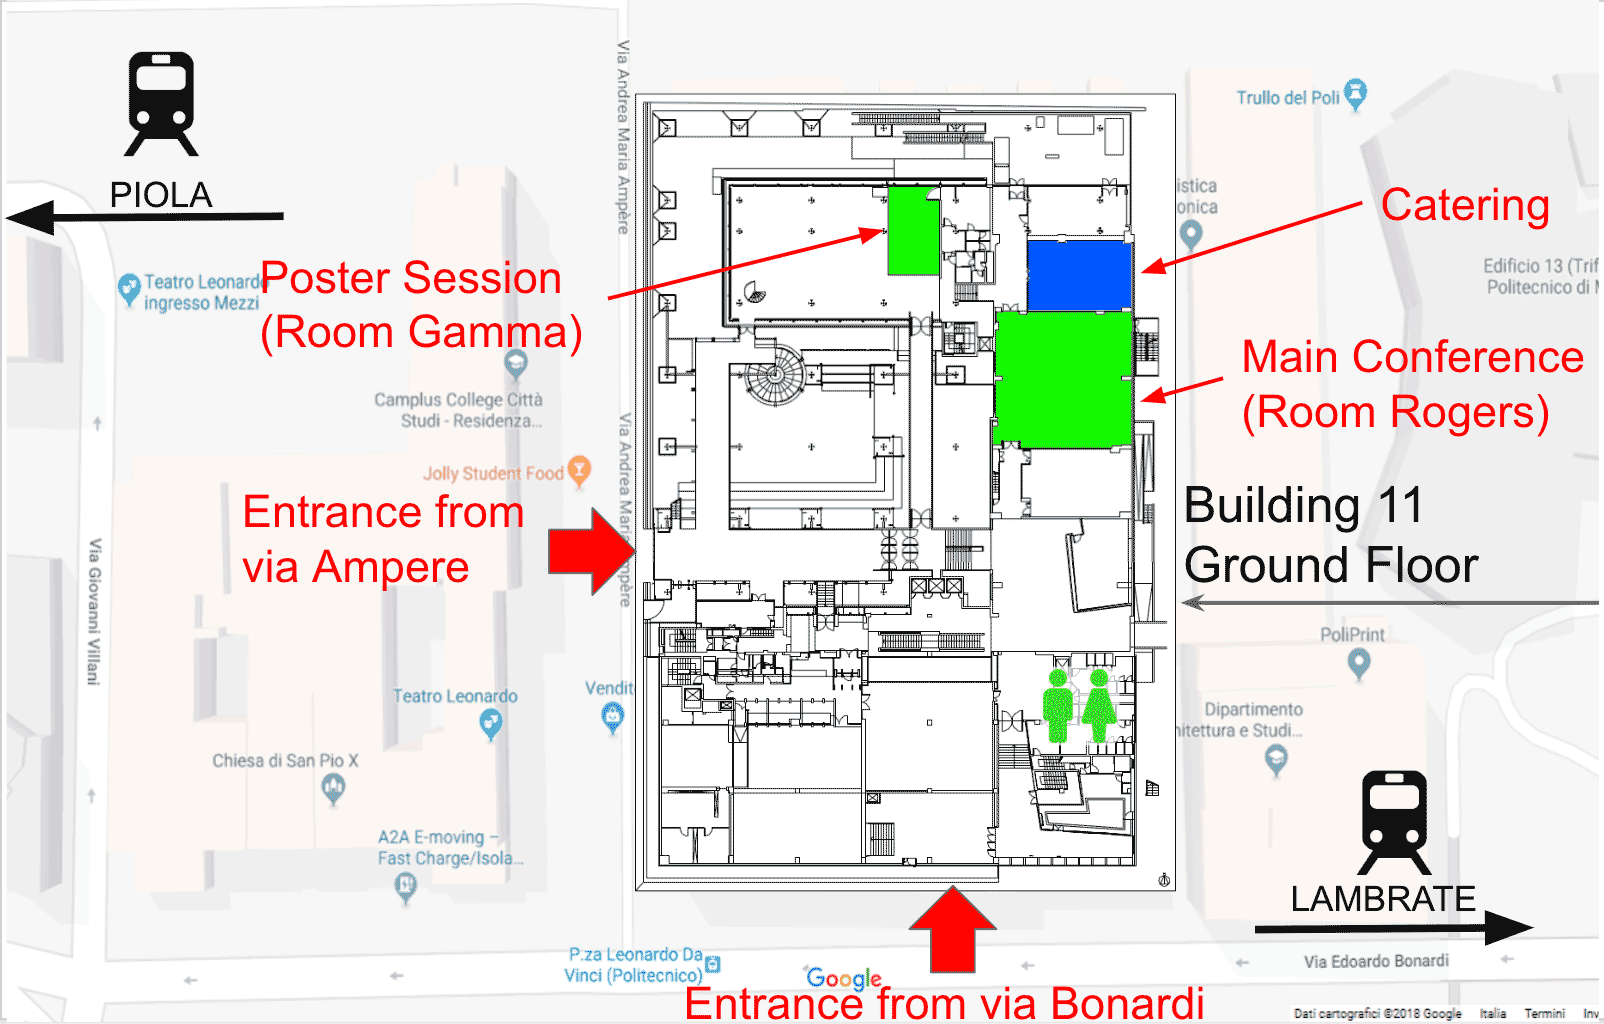 PIOLA
Via Andrea Maria Ampère
Trullo del Poli
istica
onica
Catering
Teatro Leonardo
ingresso Mezzi
Poster Session
(Room Gamma)
Edificio 13 (Trif
Politecnico di M
Main Conference
(Room Rogers)
Camplus College Città
Studi - Residenza...
Jolly Student Food
Via Andrea Maria Ampère
Entrance from
via Ampere
Building 11
Ground Floor
Via Giovanni Villani
PoliPrint
Teatro Leonardo
Vendit
Dipartimento
hitettura e Studi...
Chiesa di San Pio X
A2A E-moving –
Fast Charge/Isola...
LAMBRATE
P.za Leonardo Da
Vinci (Politecnico)
Google
Via Edoardo Bonardi
Entrance from via Bonardi
Dati cartografici ©2018 Google Italia Termini Inv